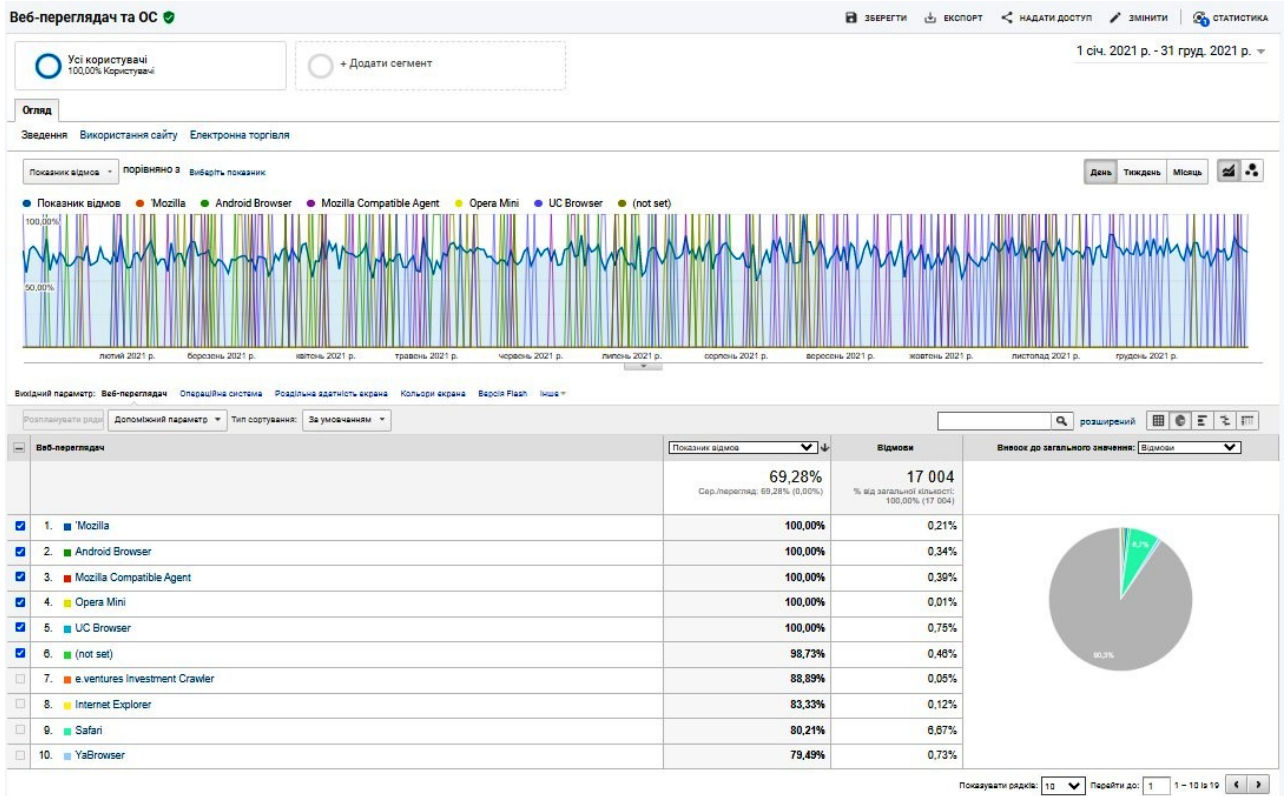 Веб-переглядач та ОС
ЗБЕРЕГТИ ЕКСПОРТ НАДАТИ ДОСТУП ЗМІНИТИ СТАТИСТИКА
Усі користувачі
100,00% Користувачі
+ Додати сегмент
1 січ. 2021 р. - 31 груд. 2021 р.
Огляд
Зведення Використання сайту Електронна торгівля
Показник відмов порівняно з Виберіть показник
День Тиждень Місяць
Показник відмов 'Mozilla Android Browser Mozilla Compatible Agent Opera Mini UC Browser (not set)
100,00%
50,00%
лютий 2021 р. березень 2021 р. квітень 2021 р. травень 2021 р. червень 2021 р. липень 2021 р. серпень 2021 р. вересень 2021 р. жовтень 2021 р. листопад 2021 р. грудень 2021 р.
Вихідний параметр: Веб-переглядач Операційна система Роздільна здатність екрана Кольори екрана Версія Flash Інше
Розпланувати ряди Допоміжний параметр Тип сортування: За умовчанням розширений
Веб-переглядач Показник відмов Відмови Внесок до загального значення: Відмови
69,28% 17 004
Сер./перегляд: 69,28% (0,00%) % від загальної кількості: 100,00% (17 004)
1. 'Mozilla 100,00% 0,21%
2. Android Browser 100,00% 0,34%
3. Mozilla Compatible Agent 100,00% 0,39%
4. Opera Mini 100,00% 0,01%
5. UC Browser 100,00% 0,75%
6. (not set) 98,73% 0,46%
7. e.ventures Investment Crawler 88,89% 0,05%
8. Internet Explorer 83,33% 0,12%
9. Safari 80,21% 6,67%
10. YaBrowser 79,49% 0,73%
6,7%
90,3%
Показувати рядків: 10 Перейти до: 1 1 – 10 із 19